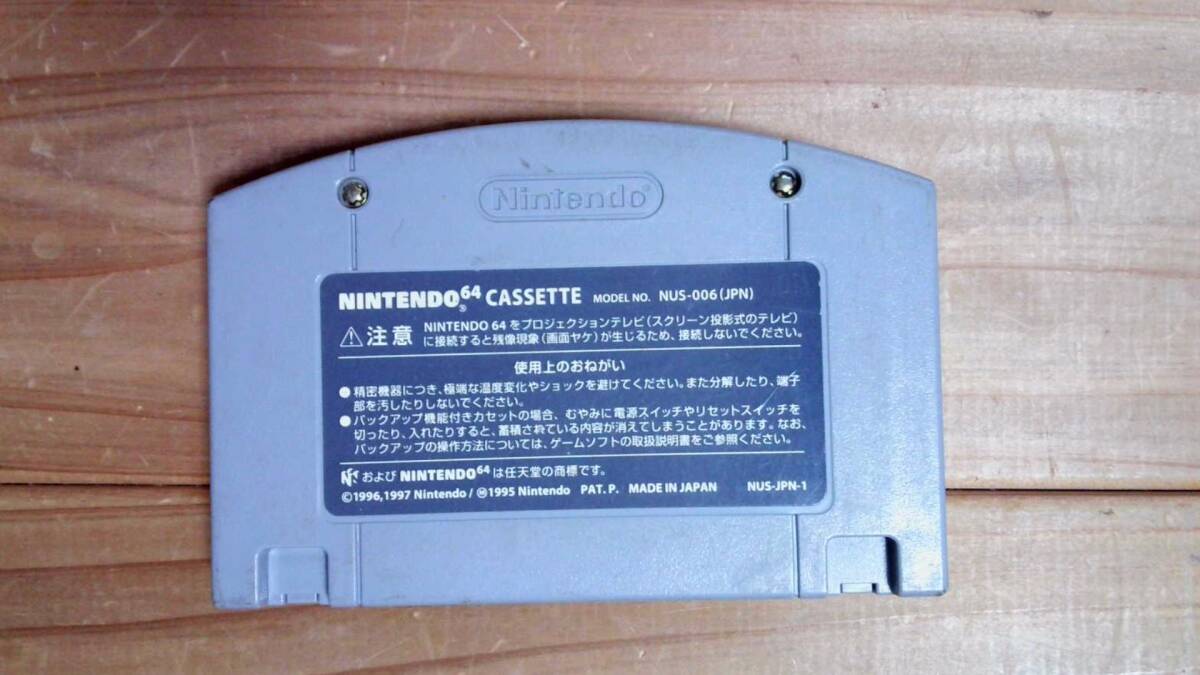 Nintendo®
NINTENDO64® CASSETTE MODEL NO. NUS-006(JPN)
⚠注意 NINTENDO 64 をプロジェクションテレビ(スクリーン投影式のテレビ)
に接続すると残像現象(画面ヤケ)が生じるため、接続しないでください。
使用上のおねがい
●精密機器につき、極端な温度変化やショックを避けてください。また分解したり、端子
部を汚したりしないでください。
●バックアップ機能付きカセットの場合、むやみに電源スイッチやリセットスイッチを
切ったり、入れたりすると、蓄積されている内容が消えてしまうことがあります。なお、
バックアップの操作方法については、ゲームソフトの取扱説明書をご参照ください。
および NINTENDO64 は任天堂の商標です。
©1996,1997 Nintendo / Ⓜ1995 Nintendo PAT. P. MADE IN JAPAN NUS-JPN-1